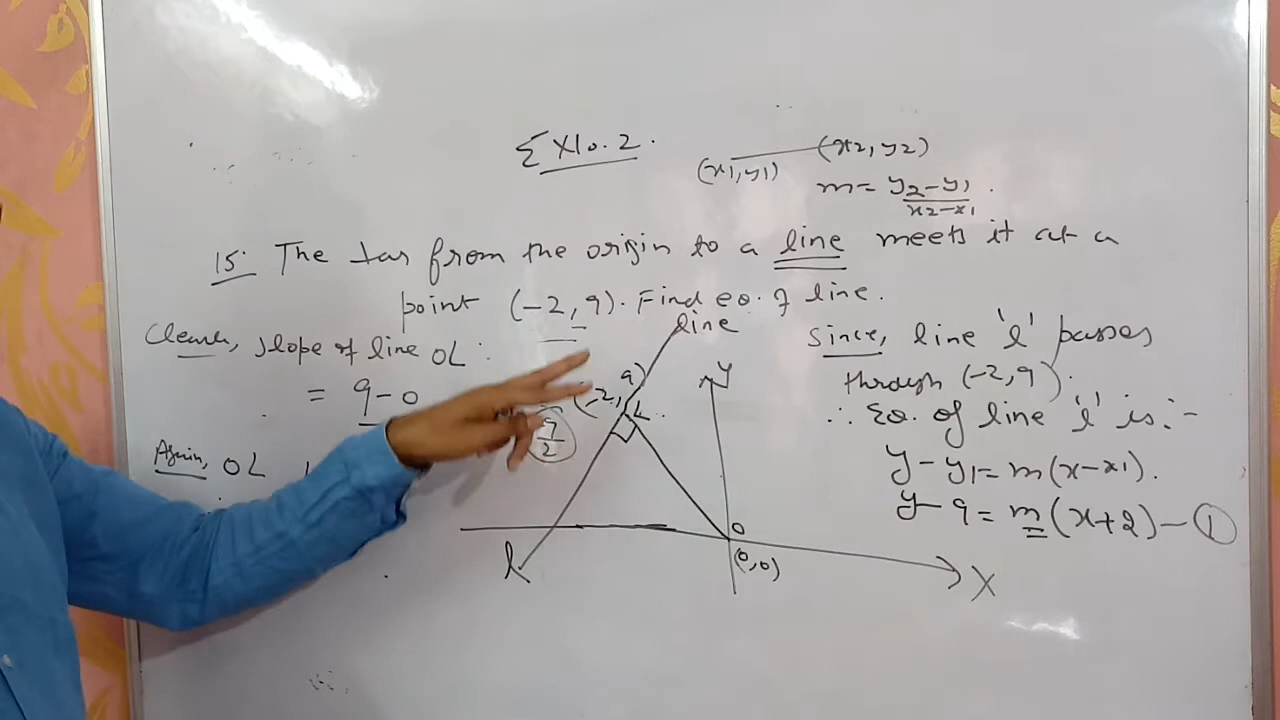 Ex 10.2.
(x1,y1) (x2,y2)
m = y2-y1
x2-x1
15. The ⊥ar from the origin to a line meets it at a
point (-2,9). Find eq. of line.
Clearly, slope of line OL:
= 9-0
9
2
Again, OL
line
(-2,9)
L
Y
O
(0,0)
X
l
Since, line 'l' passes
through (-2,9).
∴ Eq. of line 'l' is:-
y-y1=m(x-x1).
y-9=m(x+2)-①